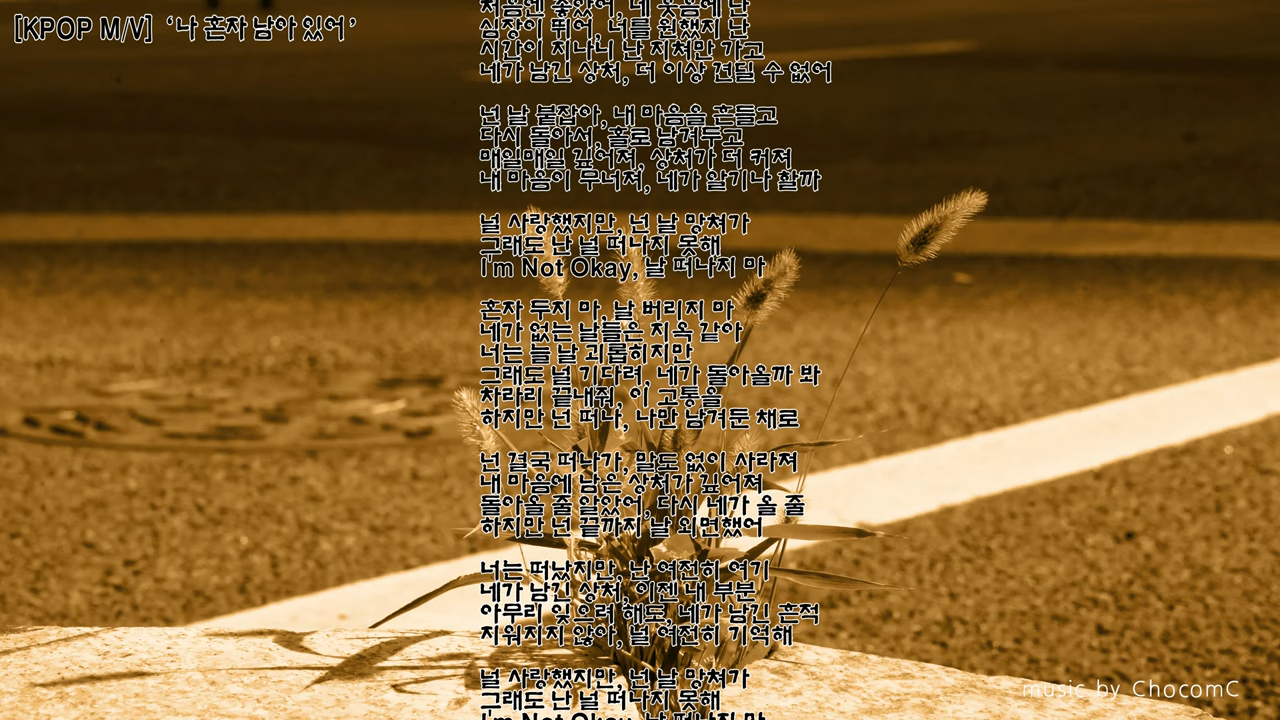 [KPOP M/V] ‘나 혼자 남아 있어’
처음엔 좋았어, 네 웃음에 난
심장이 뛰어, 너를 원했지 난
시간이 지나니 난 지쳐만 가고
네가 남긴 상처, 더 이상 견딜 수 없어
넌 날 붙잡아, 내 마음을 흔들고
다시 돌아서, 홀로 남겨두고
매일매일 깊어져, 상처가 더 커져
내 마음이 무너져, 네가 알기나 할까
널 사랑했지만, 넌 날 망쳐가
그래도 난 널 떠나지 못해
I'm Not Okay, 날 떠나지 마
혼자 두지 마, 날 버리지 마
네가 없는 날들은 지옥 같아
너는 늘 날 괴롭히지만
그래도 널 기다려, 네가 돌아올까 봐
차라리 끝내줘, 이 고통을
하지만 넌 떠나, 나만 남겨둔 채로
넌 결국 떠나가, 말도 없이 사라져
내 마음에 남은 상처가 깊어져
돌아올 줄 알았어, 다시 네가 올 줄
하지만 넌 끝까지 날 외면했어
너는 떠났지만, 난 여전히 여기
네가 남긴 상처, 이젠 내 부분
아무리 잊으려 해도, 네가 남긴 흔적
지워지지 않아, 널 여전히 기억해
널 사랑했지만, 넌 날 망쳐가
그래도 난 널 떠나지 못해
I'm Not Okay, 날 떠나지 마
music by ChocomC